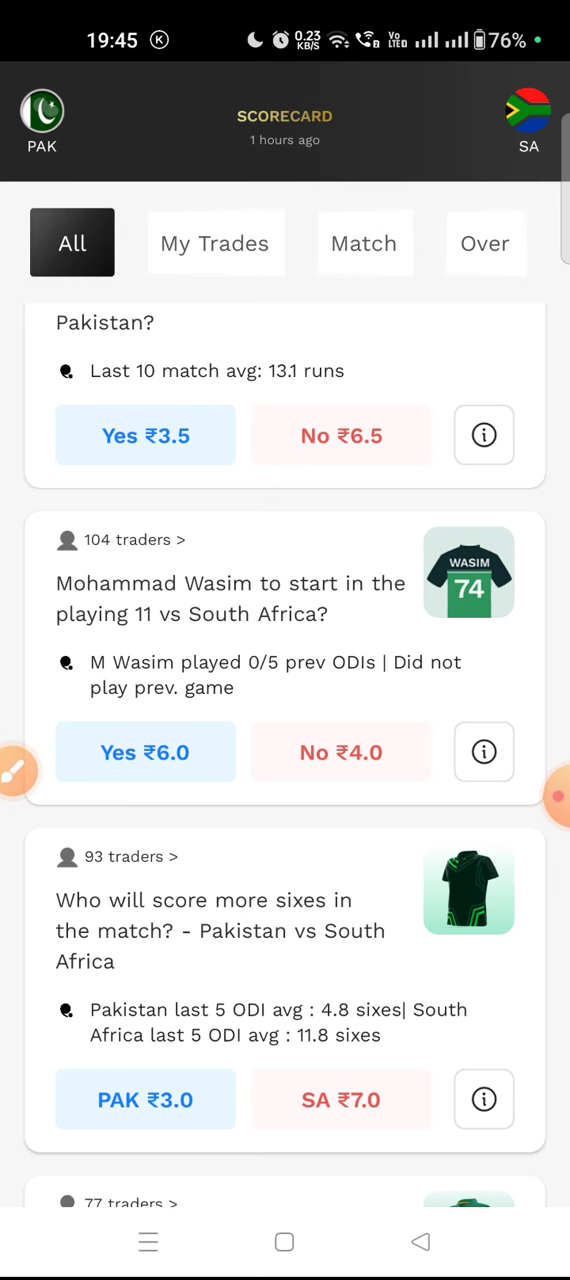 19:45 K 0.23 KB/S Vo LTE 2 76%
SCORECARD
PAK 1 hours ago SA
All My Trades Match Over
Pakistan?
Last 10 match avg: 13.1 runs
Yes ₹3.5 No ₹6.5
104 traders >
WASIM
74
Mohammad Wasim to start in the
playing 11 vs South Africa?
M Wasim played 0/5 prev ODIs | Did not
play prev. game
Yes ₹6.0 No ₹4.0
93 traders >
Who will score more sixes in
the match? - Pakistan vs South
Africa
Pakistan last 5 ODI avg : 4.8 sixes| South
Africa last 5 ODI avg : 11.8 sixes
PAK ₹3.0 SA ₹7.0
77 traders >